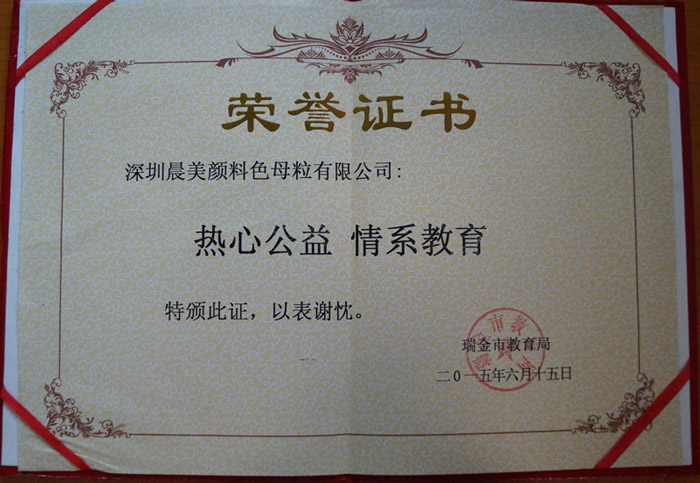 荣誉证书
深圳晨美颜料色母粒有限公司:
热心公益 情系教育
特颁此证，以表谢忱。
瑞金市教育局
二0一五年六月十五日